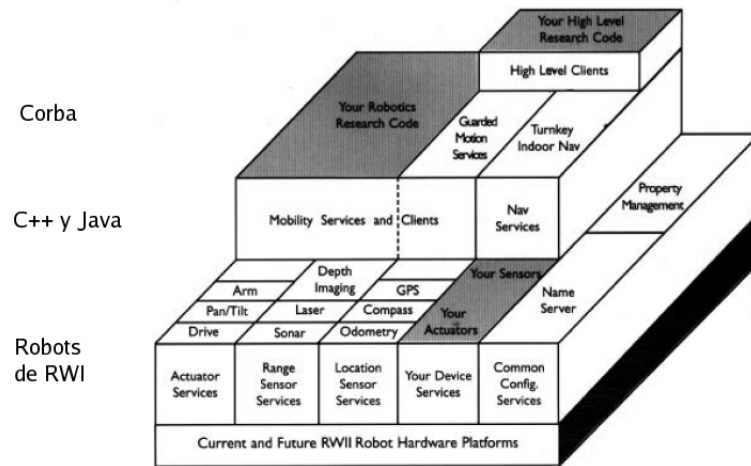 Your High Level
Research Code
High Level Clients
Corba
Your Robotics
Research Code
Guarded
Motion
Services
Turnkey
Indoor Nav
Property
Management
C++ y Java
Mobility Services and Clients
Nav
Services
Depth
Imaging
Your Sensors
Arm
GPS
Name
Server
Pan/Tilt
Laser
Compass
Your
Actuators
Drive
Sonar
Odometry
Robots
de RWI
Actuator
Services
Range
Sensor
Services
Location
Sensor
Services
Your Device
Services
Common
Config.
Services
Current and Future RWII Robot Hardware Platforms